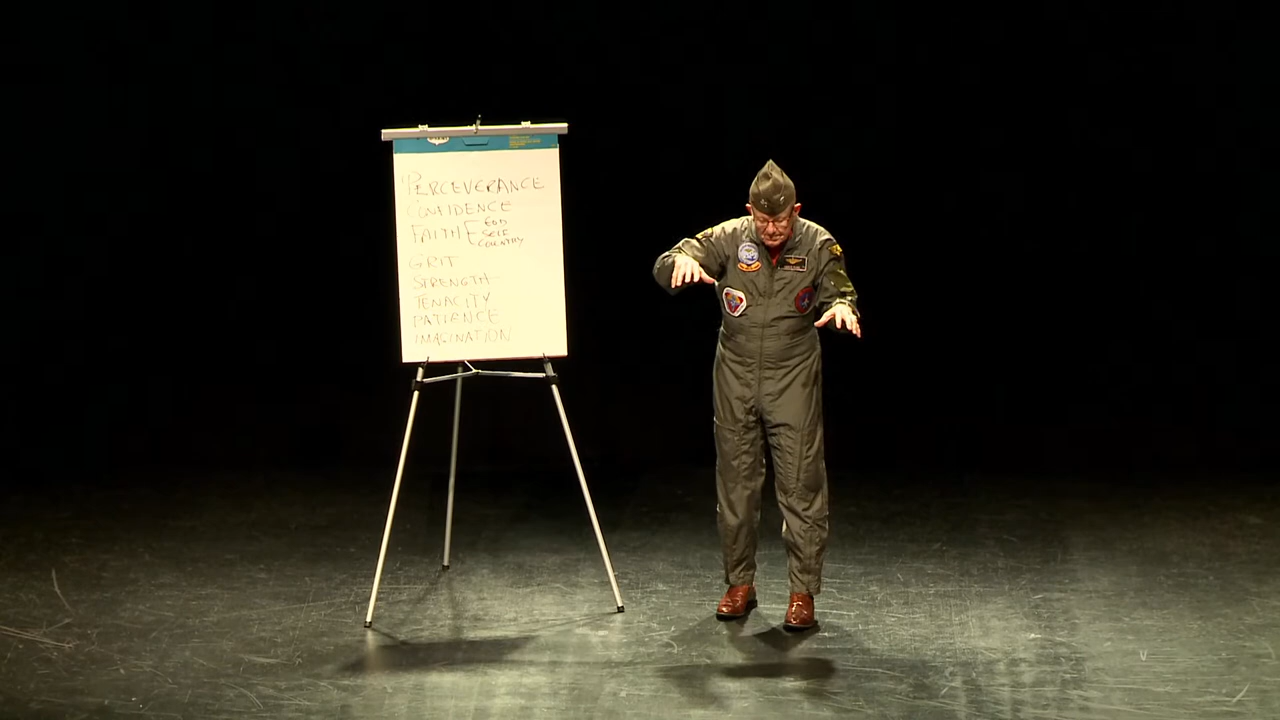 PERCEVERANCE
CONFIDENCE
FAITH GOD
SELF
COUNTRY
GRIT
STRENGTH
TENACITY
PATIENCE
IMAGINATION